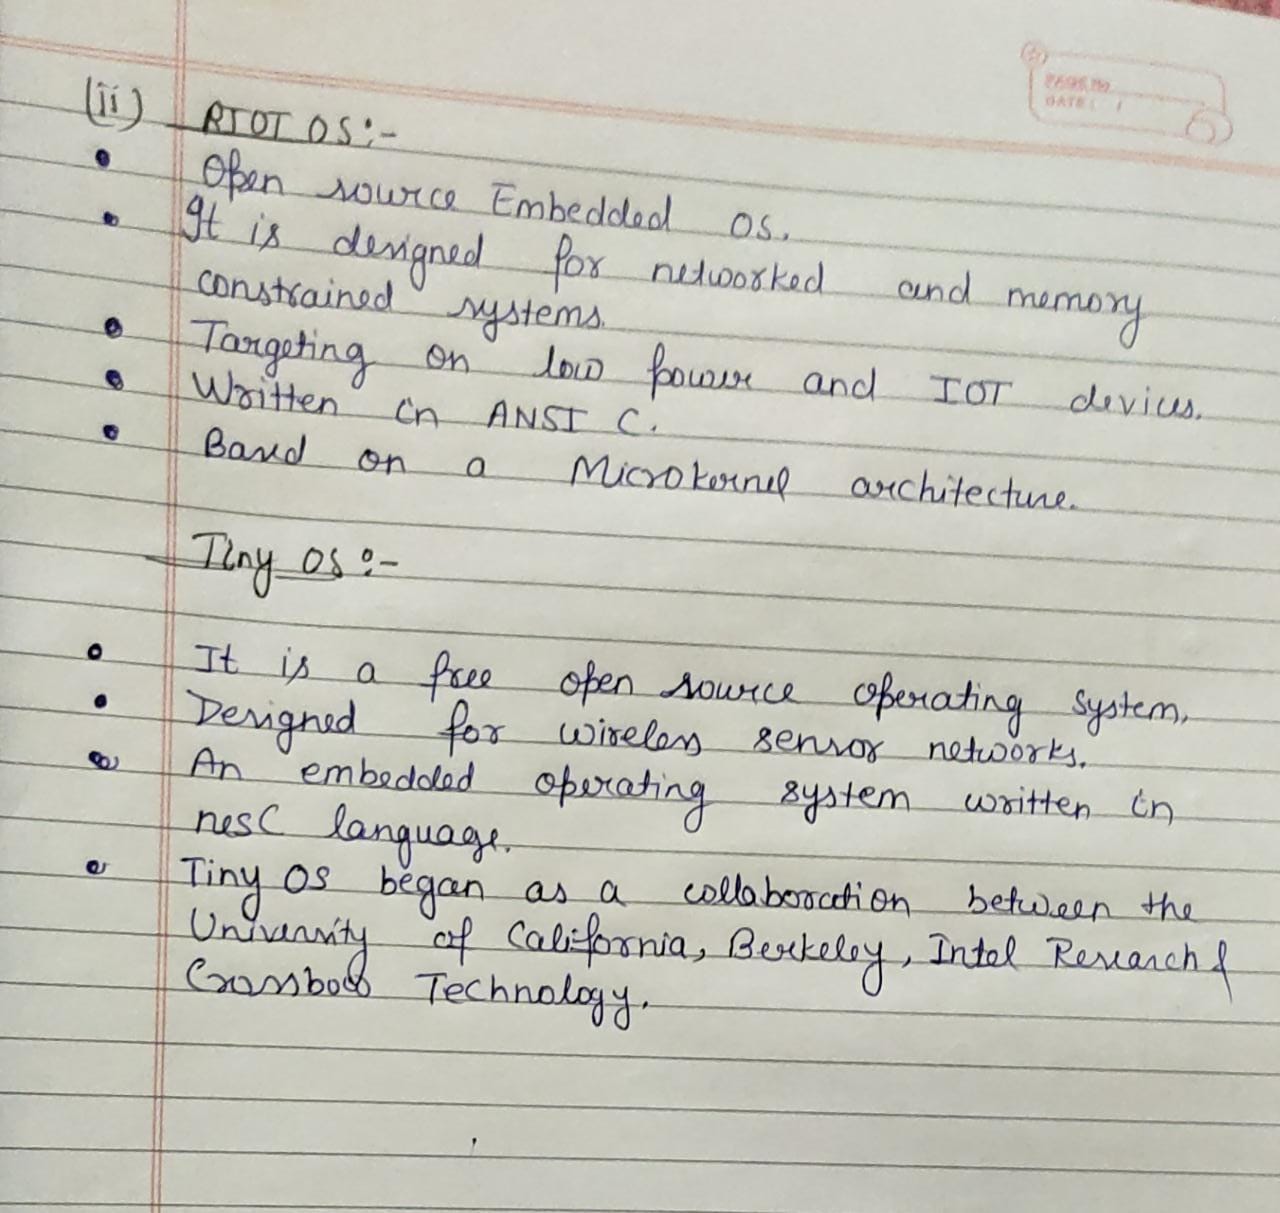 PAGE NO
DATE: /
(ii) RIOT OS:-
• Open source Embedded OS.
• It is designed for networked and memory
constrained systems.
• Targeting on low power and IOT devices.
• Written in ANSI C.
• Based on a Microkernel architecture.
Tiny OS :-
• It is a free open source operating system.
• Designed for wireless sensor networks.
• An embedded operating system written in
nesC language.
• Tiny OS began as a collaboration between the
University of California, Berkeley, Intel Research &
Crossbow Technology.